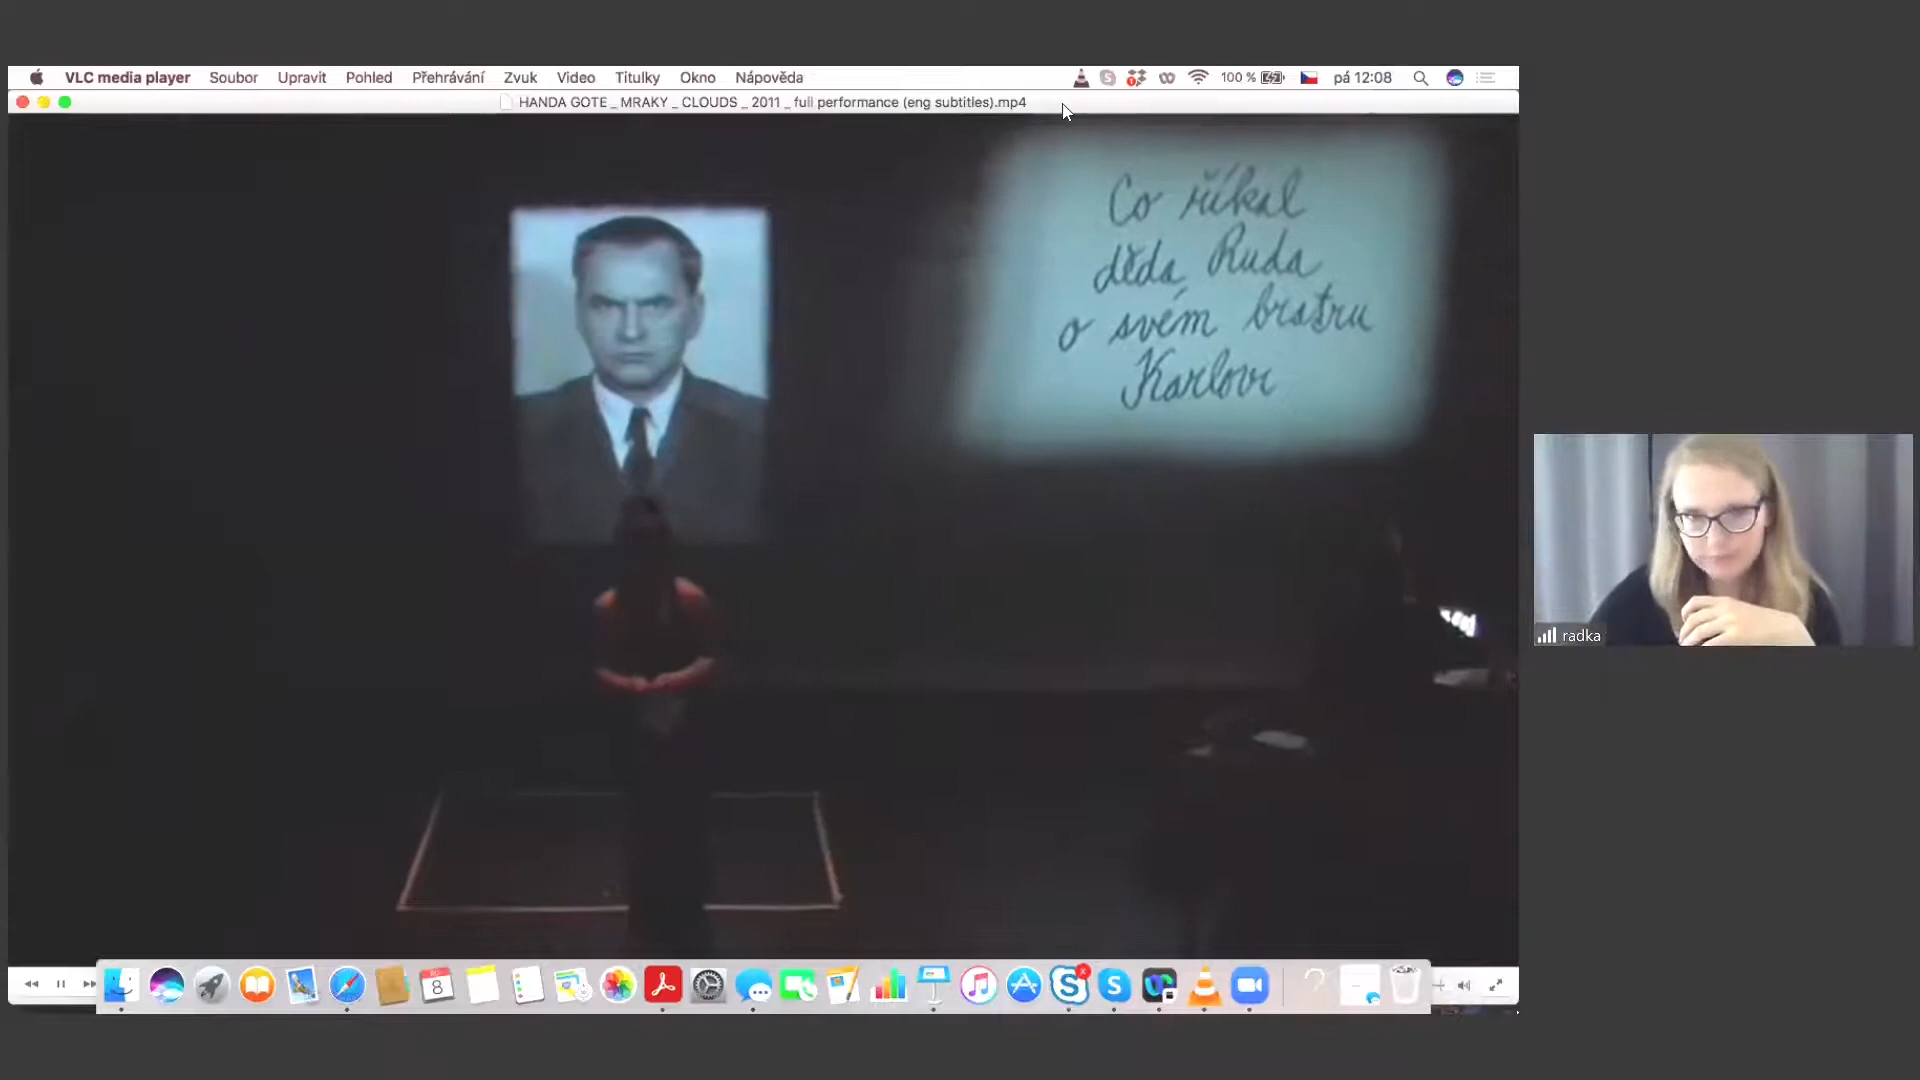 VLC media player Soubor Upravit Pohled Přehrávání Zvuk Video Titulky Okno Nápověda 100 % pá 12:08
HANDA GOTE _ MRAKY _ CLOUDS _ 2011 _ full performance (eng subtitles).mp4
Co říkal
děda Ruda
o svém bratru
Karlovi
radka
8